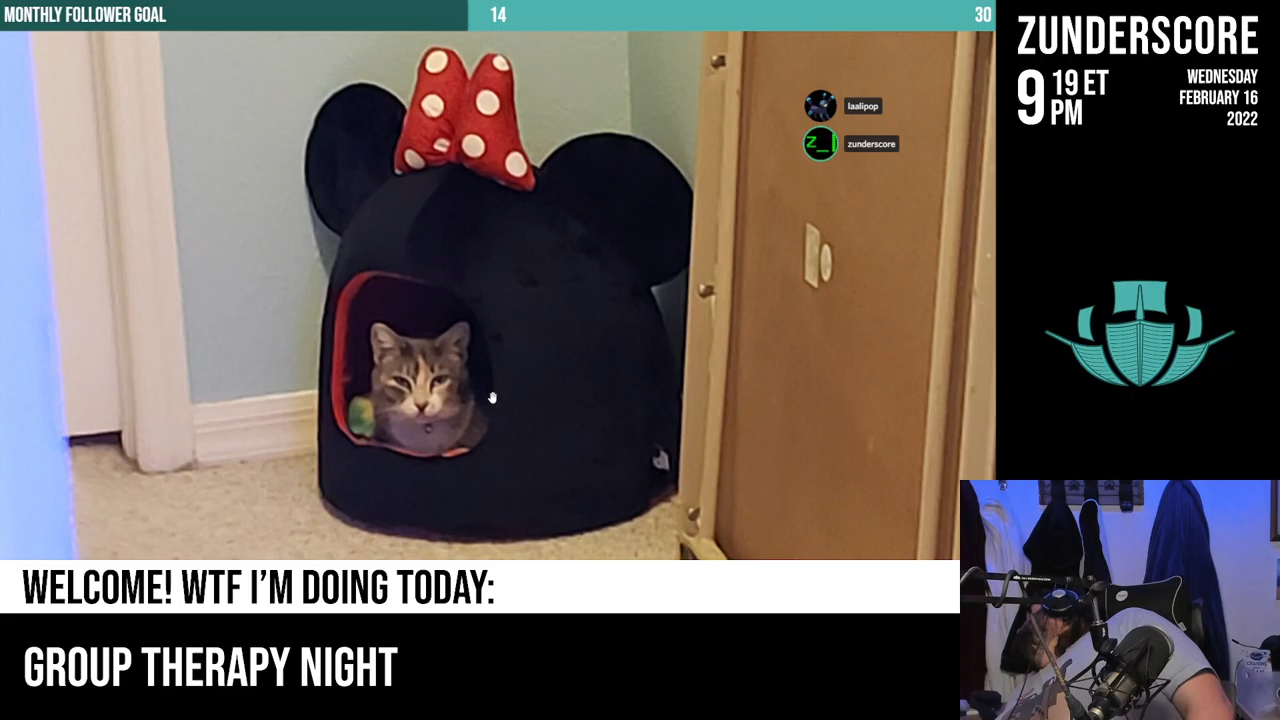 MONTHLY FOLLOWER GOAL
14
30
ZUNDERSCORE
9 19 ET
PM
WEDNESDAY
FEBRUARY 16
2022
laalipop
Z_
zunderscore
WELCOME! WTF I'M DOING TODAY:
GROUP THERAPY NIGHT